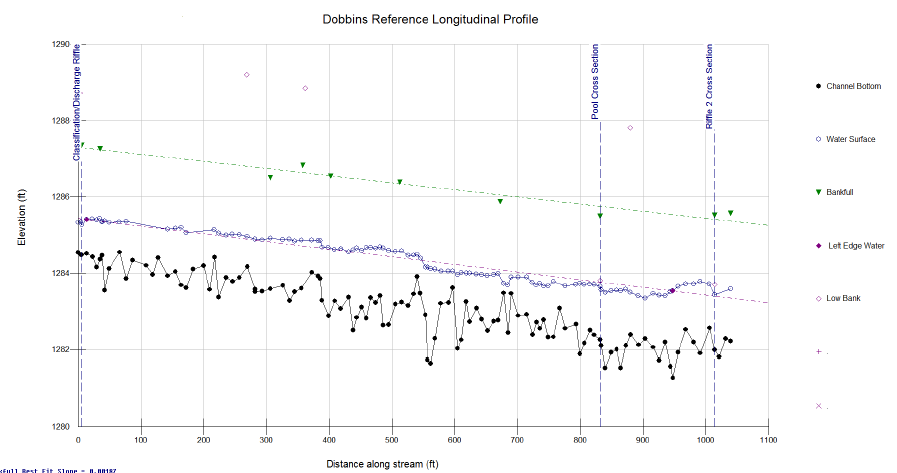 Dobbins Reference Longitudinal Profile
1290
1288
1286
1284
1282
1280
Elevation (ft)
Classification/Discharge Riffle
Pool Cross Section
Riffle 2 Cross Section
0
100
200
300
400
500
600
700
800
900
1000
1100
Distance along stream (ft)
Channel Bottom
Water Surface
Bankfull
Left Edge Water
Low Bank
.
.
kfull Best Fit Slope = 0.00187